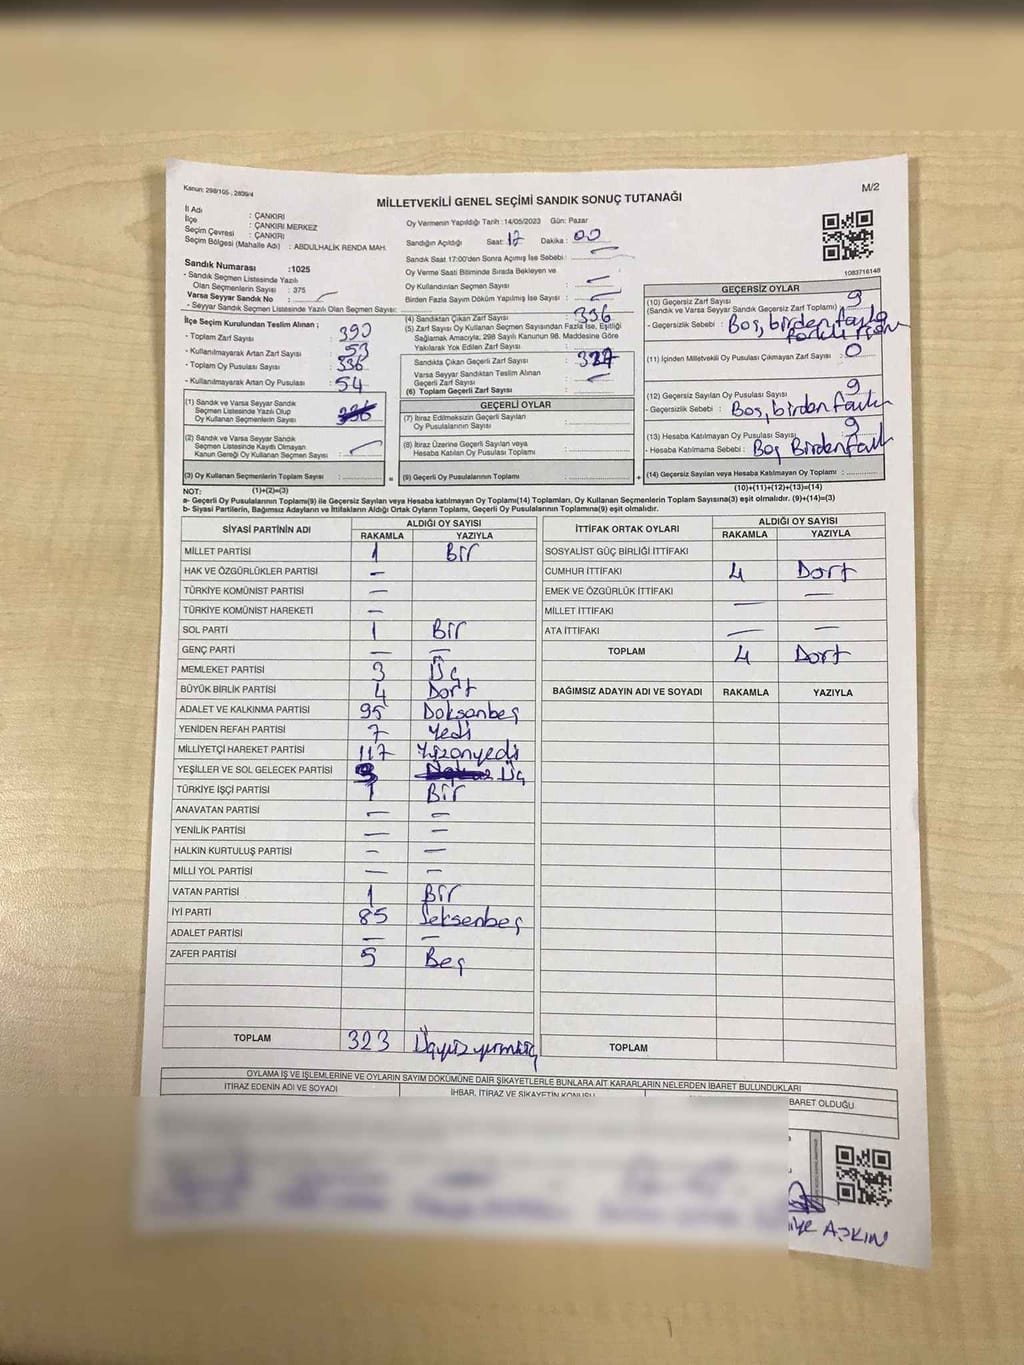 Kanun: 298/105 , 2839/4
M/2
MİLLETVEKİLİ GENEL SEÇİMİ SANDIK SONUÇ TUTANAĞI
İl Adı : ÇANKIRI
İlçe : ÇANKIRI MERKEZ
Seçim Çevresi : ÇANKIRI
Seçim Bölgesi (Mahalle Adı) : ABDULHALİK RENDA MAH.
Sandık Numarası :1025
- Sandık Seçmen Listesinde Yazılı
Olan Seçmenlerin Sayısı : 375
Varsa Seyyar Sandık No :
- Seyyar Sandık Seçmen Listesinde Yazılı Olan Seçmen Sayısı:
İlçe Seçim Kurulundan Teslim Alınan ;
- Toplam Zarf Sayısı : 390
- Kullanılmayarak Artan Zarf Sayısı : 53
- Toplam Oy Pusulası : 336
- Kullanılmayarak Artan Oy Pusulası : 54
(1) Sandık ve Varsa Seyyar Sandık
Seçmen Listesinde Yazılı Olup
Oy Kullanan Seçmenlerin Sayısı : 336
(2) Sandık ve Varsa Seyyar Sandık
Seçmen Listesinde Kayıtlı Olmayan
Kanun Gereği Oy Kullanan Seçmen Sayısı :
(3) Oy Kullanan Seçmenlerin Toplam Sayısı :
Oy Vermenin Yapıldığı Tarih :14/05/2023 Gün: Pazar
Sandığın Açıldığı Saat: 17 Dakika : 00
Sandık Saat 17:00'den Sonra Açımış İse Sebebi :
Oy Verme Saati Bitiminde Sırada Bekleyen ve
Oy Kullandırılan Seçmen Sayısı :
Birden Fazla Sayım Döküm Yapılmış İse Sayısı :
(4) Sandıktan Çıkan Zarf Sayısı : 336
(5) Zarf Sayısı Oy Kullanan Seçmen Sayısından Fazla İse, Eşitliği
Sağlamak Amacıyla, 298 Sayılı Kanunun 98. Maddesine Göre
Yakılarak Yok Edilen Zarf Sayısı :
Sandıkta Çıkan Geçerli Zarf Sayısı : 327
Varsa Seyyar Sandıktan Teslim Alınan
Geçerli Zarf Sayısı :
(6) Toplam Geçerli Zarf Sayısı :
GEÇERLİ OYLAR
(7) İtiraz Edilmeksizin Geçerli Sayılan
Oy Pusulalarının Sayısı :
(8) İtiraz Üzerine Geçerli Sayılan veya
Hesaba Katılan Oy Pusulası Toplamı :
= (9) Geçerli Oy Pusulalarının Toplamı :
1083716148
GEÇERSİZ OYLAR
(10) Geçersiz Zarf Sayısı 9
(Sandık ve Varsa Seyyar Sandık Geçersiz Zarf Toplamı) :
- Geçersizlik Sebebi : Boş, birden fazla
(11) İçinden Milletvekili Oy Pusulası Çıkmayan Zarf Sayısı : 0
(12) Geçersiz Sayılan Oy Pusulası Sayısı 9
- Geçersizlik Sebebi : Boş, birden fazla
(13) Hesaba Katılmayan Oy Pusulası Sayısı 9
- Hesaba Katılmama Sebebi : Boş Birden
+ (14) Geçersiz Sayılan veya Hesaba Katılmayan Oy Toplamı :
NOT: (1)+(2)=(3)
(10)+(11)+(12)+(13)=(14)
a- Geçerli Oy Pusulalarının Toplamı(9) ile Geçersiz Sayılan veya Hesaba katılmayan Oy Toplamı(14) Toplamları, Oy Kullanan Seçmenlerin Toplam Sayısına(3) eşit olmalıdır. (9)+(14)=(3)
b- Siyasi Partilerin, Bağımsız Adayların ve İttifakların Aldığı Ortak Oyların Toplamı, Geçerli Oy Pusulalarının Toplamına(9) eşit olmalıdır.
SİYASİ PARTİNİN ADI ALDIĞI OY SAYISI
RAKAMLA YAZIYLA
MİLLET PARTİSİ 1 Bir
HAK VE ÖZGÜRLÜKLER PARTİSİ –
TÜRKİYE KOMÜNİST PARTİSİ –
TÜRKİYE KOMÜNİST HAREKETİ –
SOL PARTİ 1 Bir
GENÇ PARTİ – –
MEMLEKET PARTİSİ 3 Üç
BÜYÜK BİRLİK PARTİSİ 4 Dört
ADALET VE KALKINMA PARTİSİ 95 Doksanbeş
YENİDEN REFAH PARTİSİ 7 Yedi
MİLLİYETÇİ HAREKET PARTİSİ 117 Yüzonyedi
YEŞİLLER VE SOL GELECEK PARTİSİ 3 Üç
TÜRKİYE İŞÇİ PARTİSİ 1 Bir
ANAVATAN PARTİSİ – –
YENİLİK PARTİSİ – –
HALKIN KURTULUŞ PARTİSİ – –
MİLLİ YOL PARTİSİ – –
VATAN PARTİSİ 1 Bir
İYİ PARTİ 85 Seksenbeş
ADALET PARTİSİ – –
ZAFER PARTİSİ 5 Beş
TOPLAM 323 Üçyüzyirmiüç
İTTİFAK ORTAK OYLARI ALDIĞI OY SAYISI
RAKAMLA YAZIYLA
SOSYALİST GÜÇ BİRLİĞİ İTTİFAKI
CUMHUR İTTİFAKI 4 Dört
EMEK VE ÖZGÜRLÜK İTTİFAKI –
MİLLET İTTİFAKI –
ATA İTTİFAKI – –
TOPLAM 4 Dört
BAĞIMSIZ ADAYIN ADI VE SOYADI RAKAMLA YAZIYLA
TOPLAM
OYLAMA İŞ VE İŞLEMLERİNE VE OYLARIN SAYIM DÖKÜMÜNE DAİR ŞİKAYETLERLE BUNLARA AİT KARARLARIN NELERDEN İBARET BULUNDUKLARI
İTİRAZ EDENİN ADI VE SOYADI
İHBAR, İTİRAZ VE ŞİKAYETİN KONUSU
BARET OLDUĞU
AŞKIN